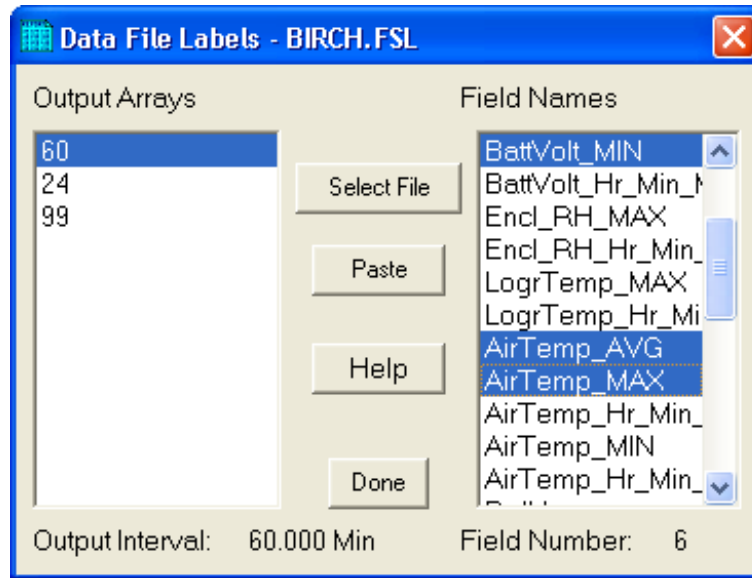 Data File Labels - BIRCH.FSL
Output Arrays
Field Names
60
24
99
Select File
Paste
Help
Done
BattVolt_MIN
BattVolt_Hr_Min_
Encl_RH_MAX
Encl_RH_Hr_Min_
LogrTemp_MAX
LogrTemp_Hr_Mi
AirTemp_AVG
AirTemp_MAX
AirTemp_Hr_Min_
AirTemp_MIN
AirTemp_Hr_Min_
Output Interval: 60.000 Min
Field Number: 6